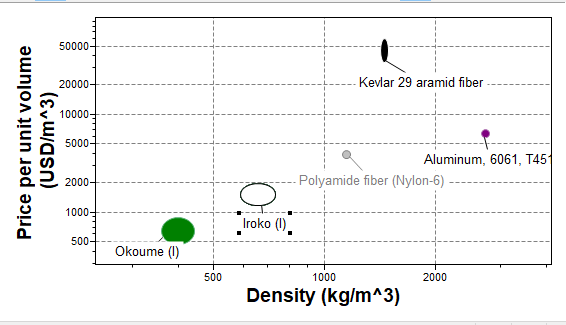 Price per unit volume
(USD/m^3)
50000
20000
10000
5000
2000
1000
500
Kevlar 29 aramid fiber
Aluminum, 6061, T451
Polyamide fiber (Nylon-6)
Iroko (l)
Okoume (l)
500
1000
2000
Density (kg/m^3)